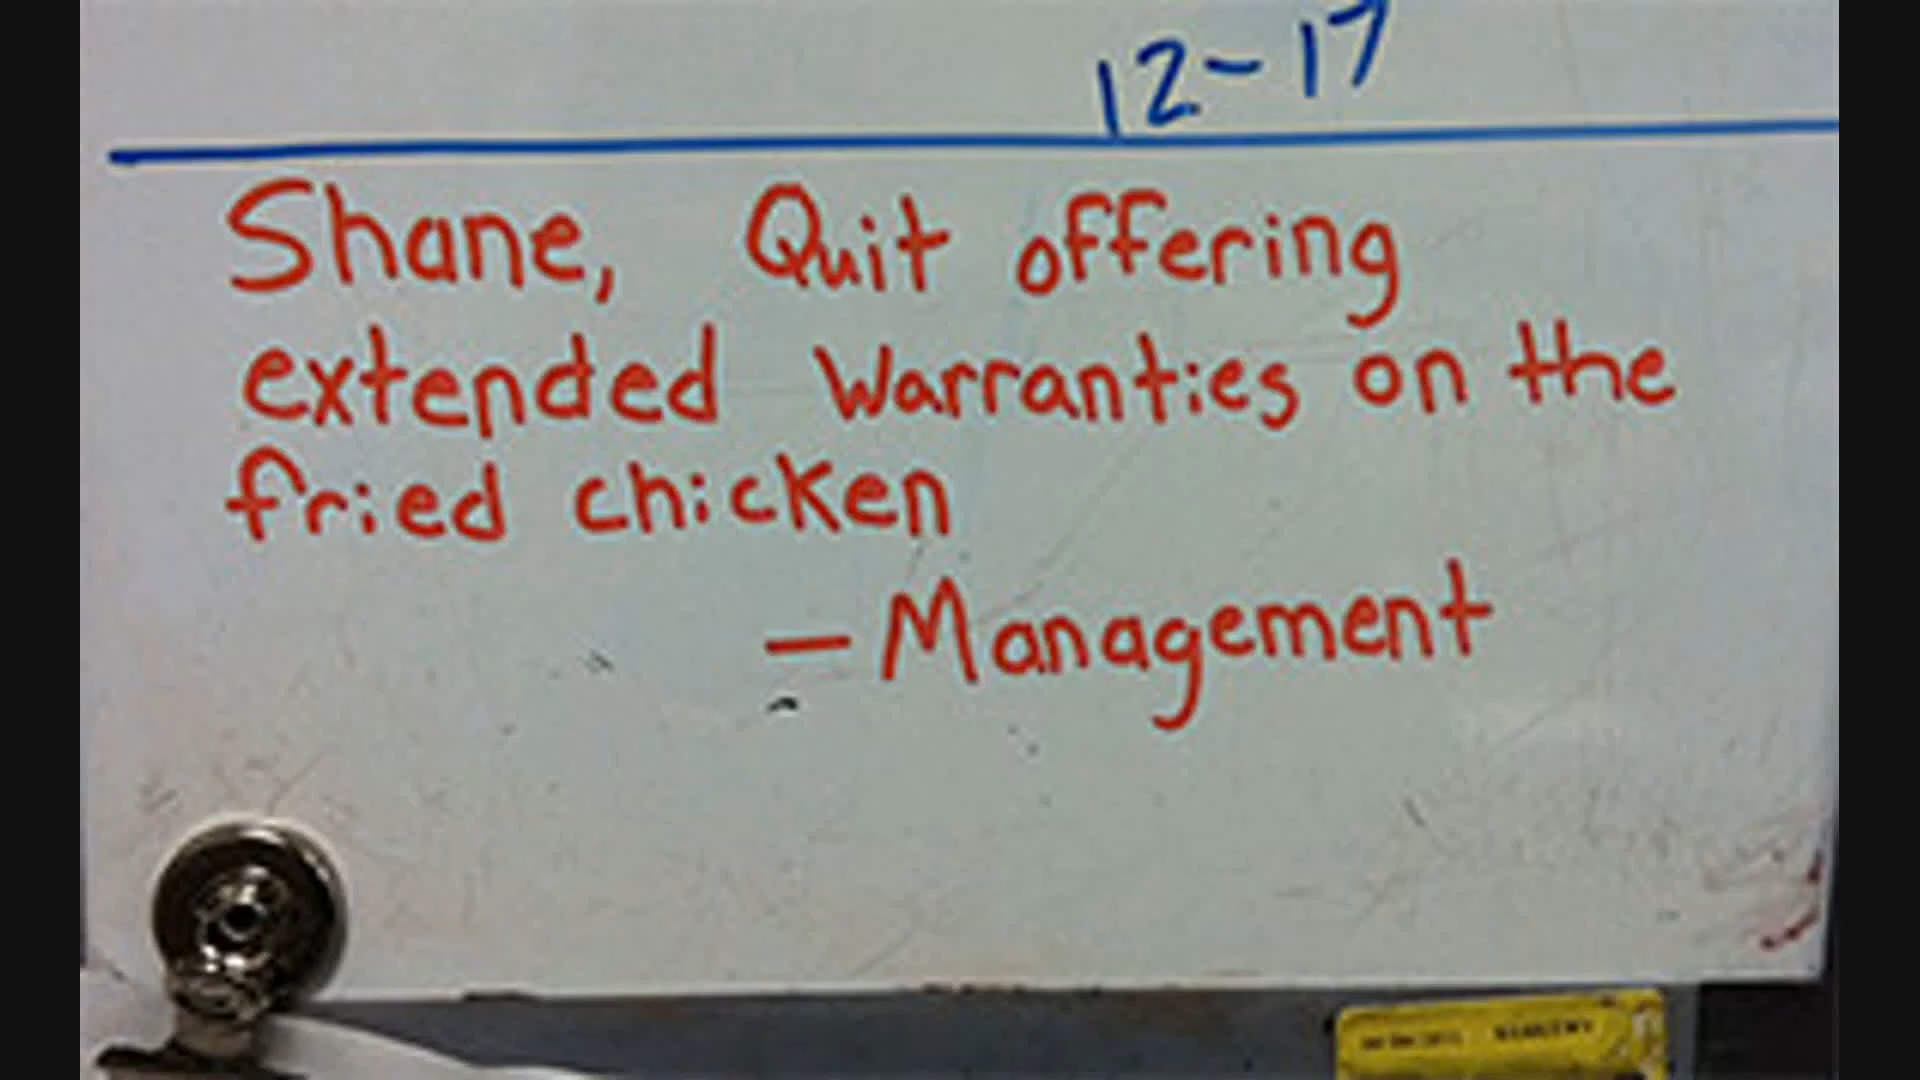 12-17
Shane, Quit offering
extended warranties on the
fried chicken
- Management